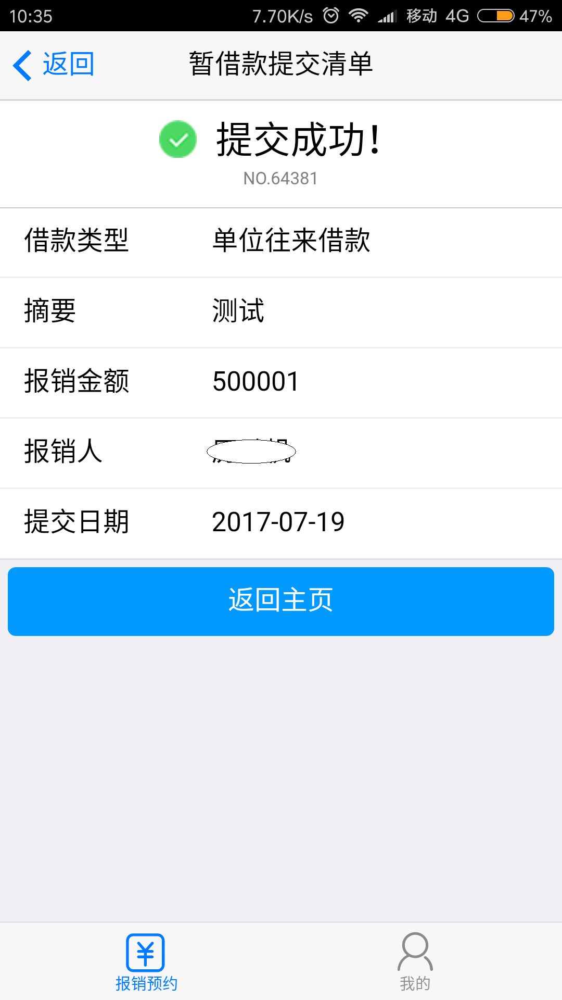 10:35 7.70K/s 移动 4G 47%
返回 暂借款提交清单
提交成功！
NO.64381
借款类型 单位往来借款
摘要 测试
报销金额 500001
报销人
提交日期 2017-07-19
返回主页
报销预约 我的